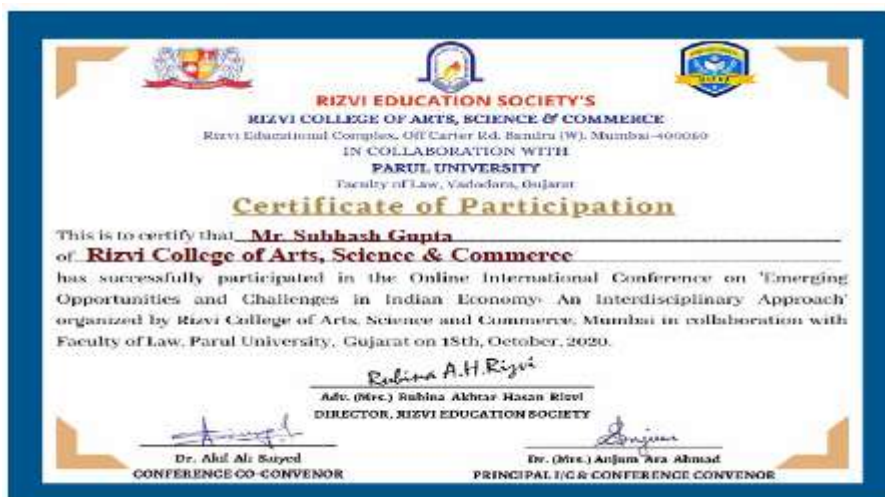 RIZVI EDUCATION SOCIETY'S
RIZVI COLLEGE OF ARTS, SCIENCE & COMMERCE
Rizvi Educational Complex, Off Carter Rd, Bandra (W), Mumbai-400050
IN COLLABORATION WITH
PARUL UNIVERSITY
Faculty of Law, Vadodara, Gujarat
Certificate of Participation
This is to certify that Mr. Subhash Gupta
of Rizvi College of Arts, Science & Commerce
has successfully participated in the Online International Conference on 'Emerging
Opportunities and Challenges in Indian Economy: An Interdisciplinary Approach'
organized by Rizvi College of Arts, Science and Commerce, Mumbai in collaboration with
Faculty of Law, Parul University, Gujarat on 18th, October, 2020.
Rubina A.H.Rizvi
Adv. (Mrs.) Rubina Akhtar Hasan Rizvi
DIRECTOR, RIZVI EDUCATION SOCIETY
Dr. Akil Ali Saiyed
CONFERENCE CO-CONVENOR
Anjum
Dr. (Mrs.) Anjum Ara Ahmad
PRINCIPAL I/C & CONFERENCE CONVENOR